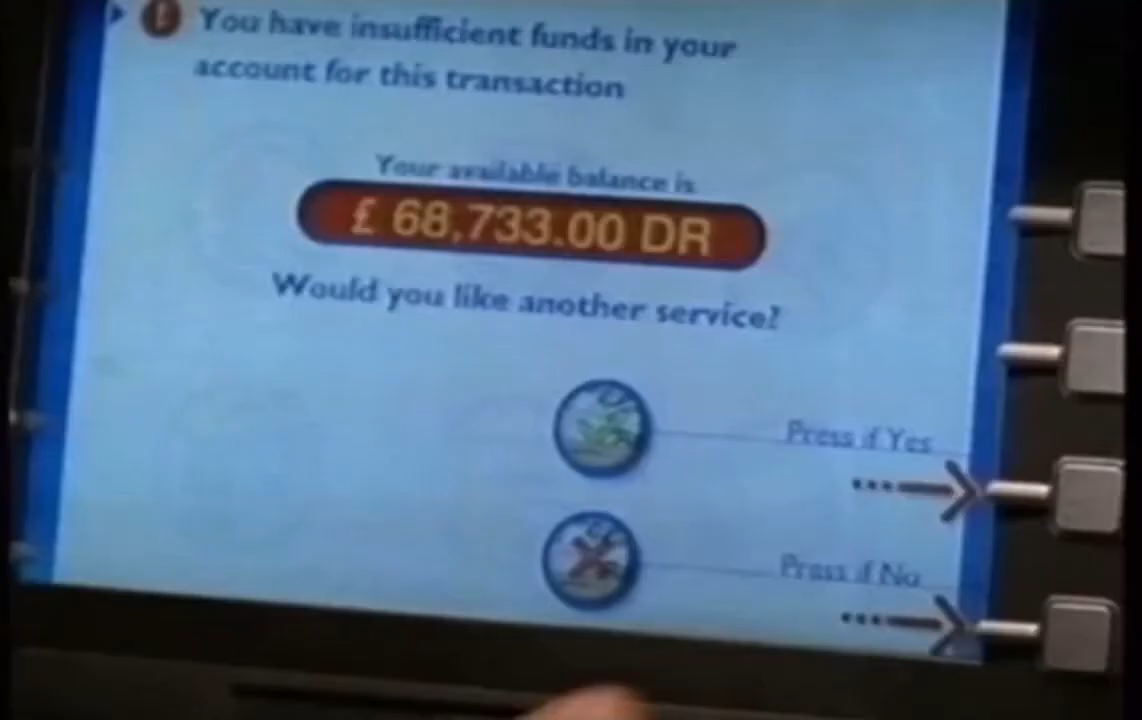 You have insufficient funds in your
account for this transaction
Your available balance is
£ 68,733.00 DR
Would you like another service?
Press if Yes
Press if No